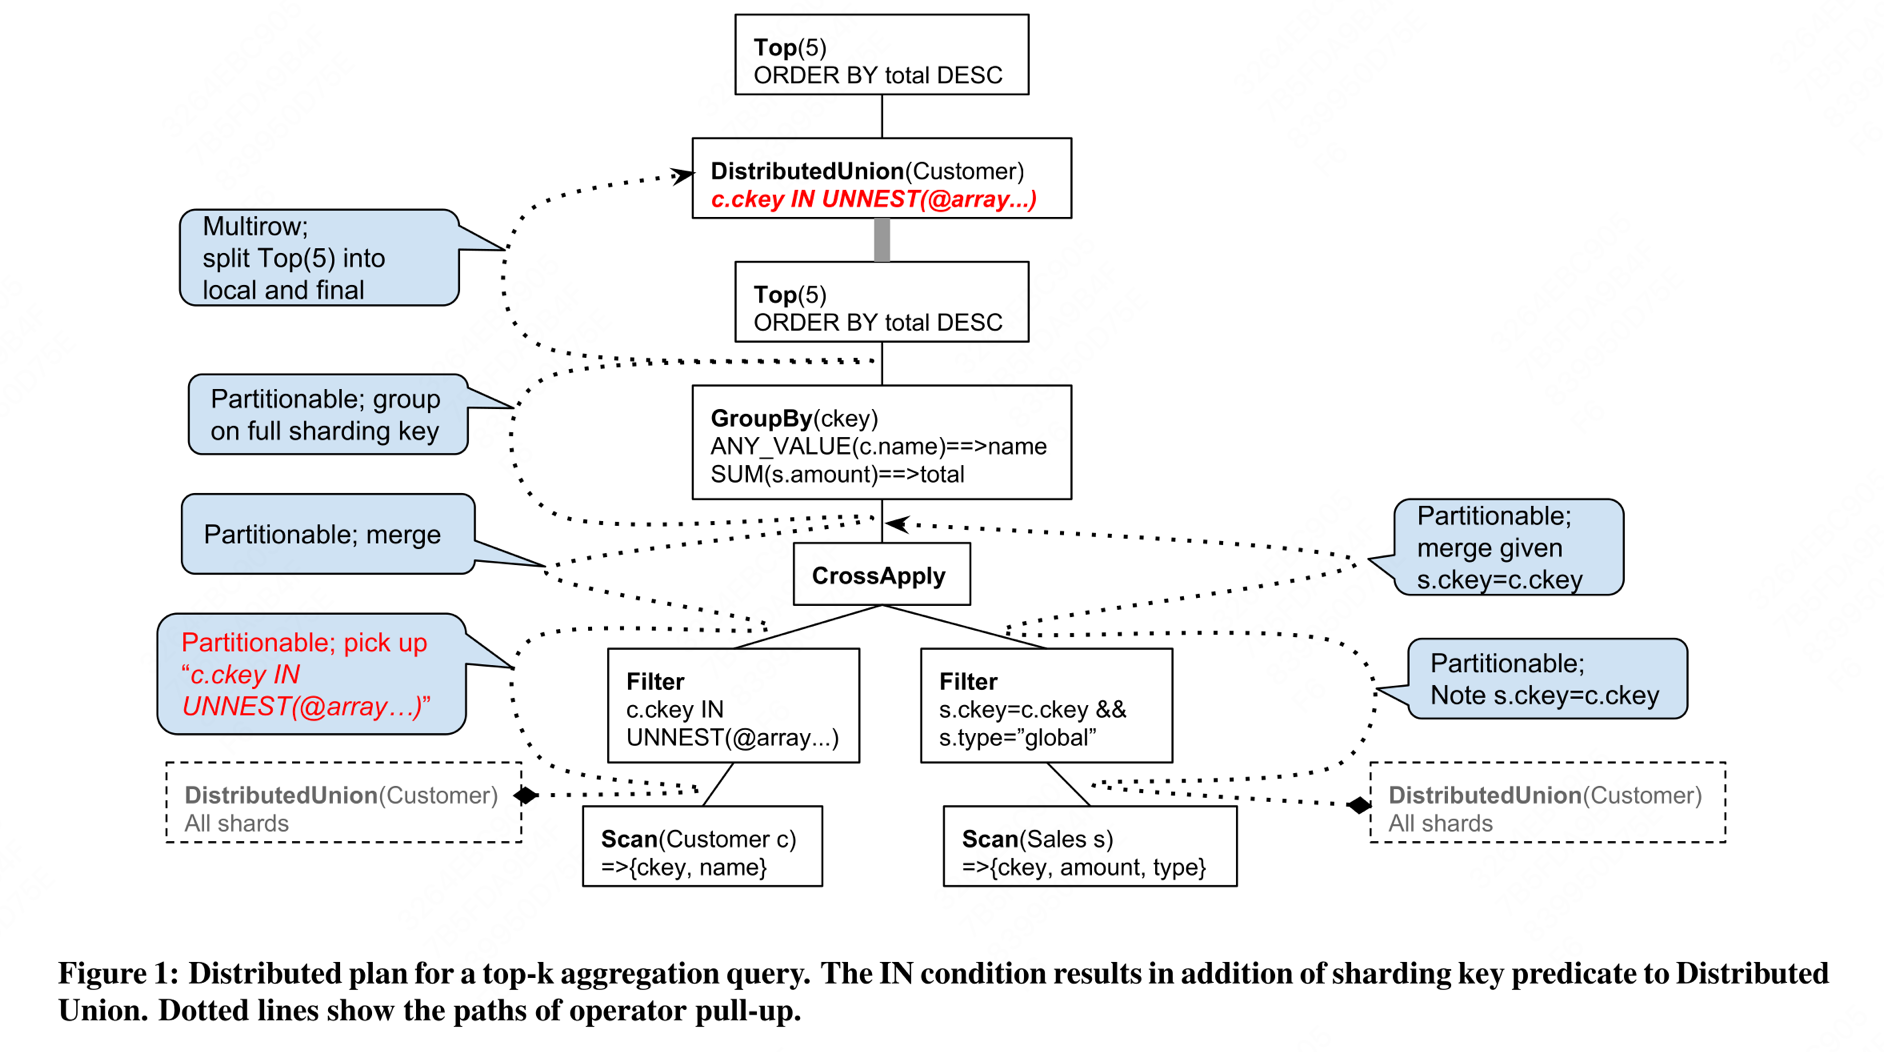 Top(5)
ORDER BY total DESC
DistributedUnion(Customer)
c.ckey IN UNNEST(@array...)
Multirow;
split Top(5) into
local and final
Top(5)
ORDER BY total DESC
Partitionable; group
on full sharding key
GroupBy(ckey)
ANY_VALUE(c.name)==>name
SUM(s.amount)==>total
Partitionable; merge
Partitionable;
merge given
s.ckey=c.ckey
CrossApply
Partitionable; pick up
“c.ckey IN
UNNEST(@array…)”
Filter
c.ckey IN
UNNEST(@array...)
Filter
s.ckey=c.ckey &&
s.type=”global”
Partitionable;
Note s.ckey=c.ckey
DistributedUnion(Customer)
All shards
Scan(Customer c)
=>{ckey, name}
Scan(Sales s)
=>{ckey, amount, type}
DistributedUnion(Customer)
All shards
Figure 1: Distributed plan for a top-k aggregation query. The IN condition results in addition of sharding key predicate to Distributed
Union. Dotted lines show the paths of operator pull-up.